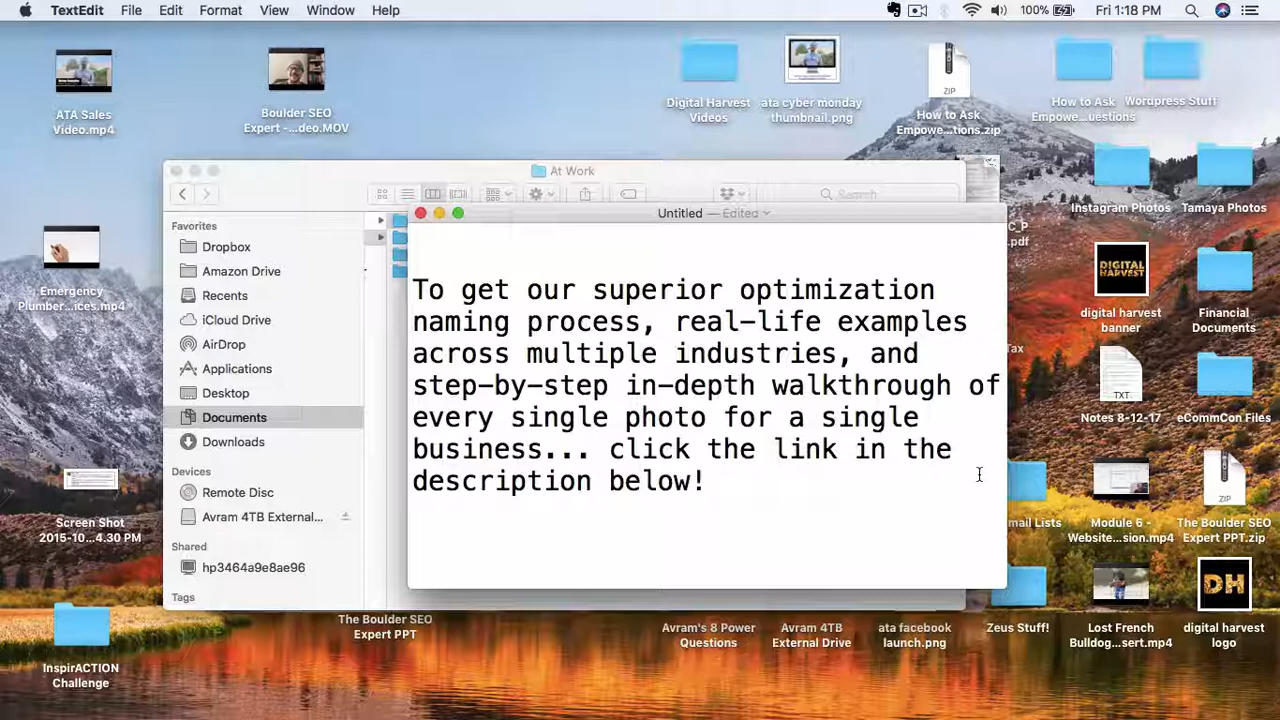 TextEdit File Edit Format View Window Help
100% Fri 1:18 PM
ATA Sales
Video.mp4
Boulder SEO
Expert -...deo.MOV
Digital Harvest
Videos
ata cyber monday
thumbnail.png
ZIP
How to Ask
Empowe...tions.zip
How to Ask
Empowe...uestions
Wordpress Stuff
At Work
Search
Instagram Photos
Tamaya Photos
Untitled — Edited
C_P
.pdf
Favorites
Dropbox
Amazon Drive
Recents
iCloud Drive
AirDrop
Applications
Desktop
Documents
Downloads
Devices
Remote Disc
Avram 4TB External...
Shared
hp3464a9e8ae96
Tags
To get our superior optimization
naming process, real-life examples
across multiple industries, and
step-by-step in-depth walkthrough of
every single photo for a single
business... click the link in the
description below!
Emergency
Plumber...ices.mp4
DIGITAL
HARVEST
digital harvest
banner
Financial
Documents
Tax
TXT
Notes 8-12-17
eCommCon Files
Screen Shot
2015-10...4.30 PM
mail Lists
Module 6 -
Website...sion.mp4
ZIP
The Boulder SEO
Expert PPT.zip
InspirACTION
Challenge
The Boulder SEO
Expert PPT
Avram's 8 Power
Questions
Avram 4TB
External Drive
ata facebook
launch.png
Zeus Stuff!
Lost French
Bulldog...sert.mp4
DH
digital harvest
logo